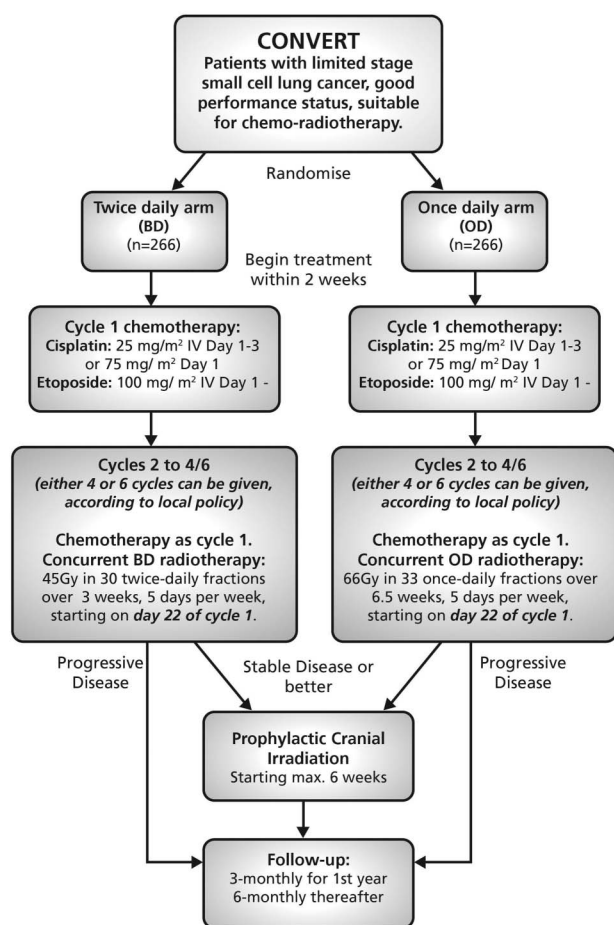 CONVERT
Patients with limited stage
small cell lung cancer, good
performance status, suitable
for chemo-radiotherapy.
Randomise
Twice daily arm
(BD)
(n=266)
Once daily arm
(OD)
(n=266)
Begin treatment
within 2 weeks
Cycle 1 chemotherapy:
Cisplatin: 25 mg/m² IV Day 1-3
or 75 mg/ m² Day 1
Etoposide: 100 mg/ m² IV Day 1 -
Cycle 1 chemotherapy:
Cisplatin: 25 mg/m² IV Day 1-3
or 75 mg/ m² Day 1
Etoposide: 100 mg/ m² IV Day 1 -
Cycles 2 to 4/6
(either 4 or 6 cycles can be given,
according to local policy)
Chemotherapy as cycle 1.
Concurrent BD radiotherapy:
45Gy in 30 twice-daily fractions
over 3 weeks, 5 days per week,
starting on day 22 of cycle 1.
Cycles 2 to 4/6
(either 4 or 6 cycles can be given,
according to local policy)
Chemotherapy as cycle 1.
Concurrent OD radiotherapy:
66Gy in 33 once-daily fractions over
6.5 weeks, 5 days per week,
starting on day 22 of cycle 1.
Progressive
Disease
Stable Disease or
better
Progressive
Disease
Prophylactic Cranial
Irradiation
Starting max. 6 weeks
Follow-up:
3-monthly for 1st year
6-monthly thereafter